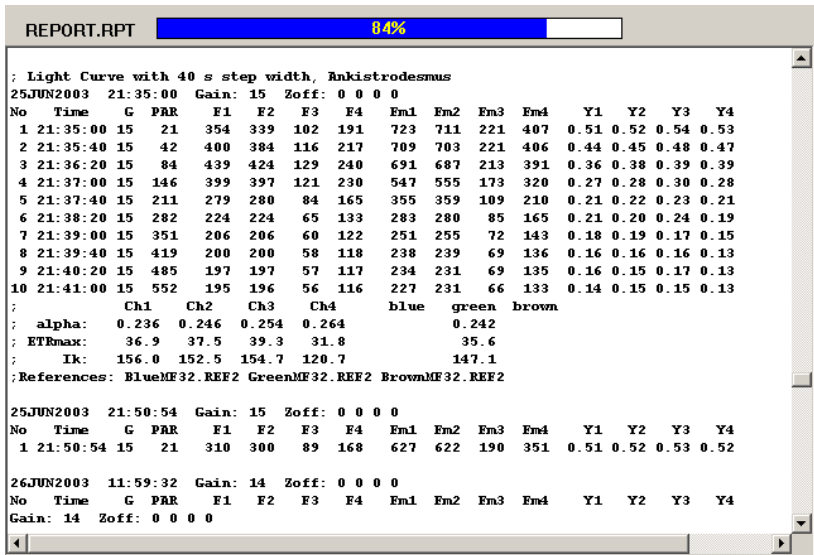 REPORT.RPT 84%
; Light Curve with 40 s step width, Ankistrodesmus
25JUN2003 21:35:00 Gain: 15 Zoff: 0 0 0 0
No Time G PAR F1 F2 F3 F4 Fm1 Fm2 Fm3 Fm4 Y1 Y2 Y3 Y4
1 21:35:00 15 21 354 339 102 191 723 711 221 407 0.51 0.52 0.54 0.53
2 21:35:40 15 42 400 384 116 217 709 703 221 406 0.44 0.45 0.48 0.47
3 21:36:20 15 84 439 424 129 240 691 687 213 391 0.36 0.38 0.39 0.39
4 21:37:00 15 146 399 397 121 230 547 555 173 320 0.27 0.28 0.30 0.28
5 21:37:40 15 211 279 280 84 165 355 359 109 210 0.21 0.22 0.23 0.21
6 21:38:20 15 282 224 224 65 133 283 280 85 165 0.21 0.20 0.24 0.19
7 21:39:00 15 351 206 206 60 122 251 255 72 143 0.18 0.19 0.17 0.15
8 21:39:40 15 419 200 200 58 118 238 239 69 136 0.16 0.16 0.16 0.13
9 21:40:20 15 485 197 197 57 117 234 231 69 135 0.16 0.15 0.17 0.13
10 21:41:00 15 552 195 196 56 116 227 231 66 133 0.14 0.15 0.15 0.13
; Ch1 Ch2 Ch3 Ch4 blue green brown
; alpha: 0.236 0.246 0.254 0.264 0.242
; ETRmax: 36.9 37.5 39.3 31.8 35.6
; Ik: 156.0 152.5 154.7 120.7 147.1
;References: BlueMF32.REF2 GreenMF32.REF2 BrownMF32.REF2
25JUN2003 21:50:54 Gain: 15 Zoff: 0 0 0 0
No Time G PAR F1 F2 F3 F4 Fm1 Fm2 Fm3 Fm4 Y1 Y2 Y3 Y4
1 21:50:54 15 21 310 300 89 168 627 622 190 351 0.51 0.52 0.53 0.52
26JUN2003 11:59:32 Gain: 14 Zoff: 0 0 0 0
No Time G PAR F1 F2 F3 F4 Fm1 Fm2 Fm3 Fm4 Y1 Y2 Y3 Y4
Gain: 14 Zoff: 0 0 0 0